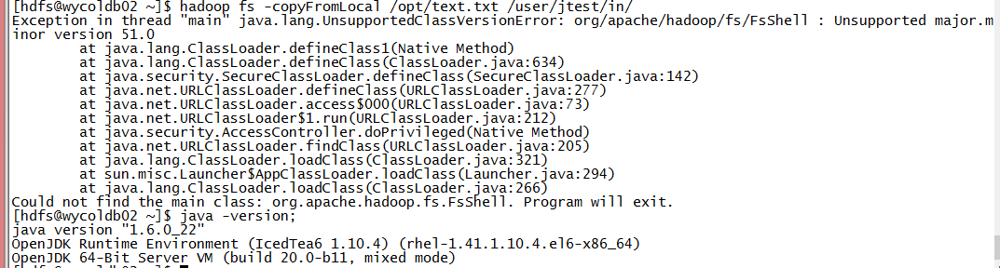 [hdfs@wycoldb02 ~]$ hadoop fs -copyFromLocal /opt/text.txt /user/jtest/in/
Exception in thread "main" java.lang.UnsupportedClassVersionError: org/apache/hadoop/fs/FsShell : Unsupported major.m
inor version 51.0
        at java.lang.ClassLoader.defineClass1(Native Method)
        at java.lang.ClassLoader.defineClass(ClassLoader.java:634)
        at java.security.SecureClassLoader.defineClass(SecureClassLoader.java:142)
        at java.net.URLClassLoader.defineClass(URLClassLoader.java:277)
        at java.net.URLClassLoader.access$000(URLClassLoader.java:73)
        at java.net.URLClassLoader$1.run(URLClassLoader.java:212)
        at java.security.AccessController.doPrivileged(Native Method)
        at java.net.URLClassLoader.findClass(URLClassLoader.java:205)
        at java.lang.ClassLoader.loadClass(ClassLoader.java:321)
        at sun.misc.Launcher$AppClassLoader.loadClass(Launcher.java:294)
        at java.lang.ClassLoader.loadClass(ClassLoader.java:266)
Could not find the main class: org.apache.hadoop.fs.FsShell. Program will exit.
[hdfs@wycoldb02 ~]$ java -version;
java version "1.6.0_22"
OpenJDK Runtime Environment (IcedTea6 1.10.4) (rhel-1.41.1.10.4.el6-x86_64)
OpenJDK 64-Bit Server VM (build 20.0-b11, mixed mode)